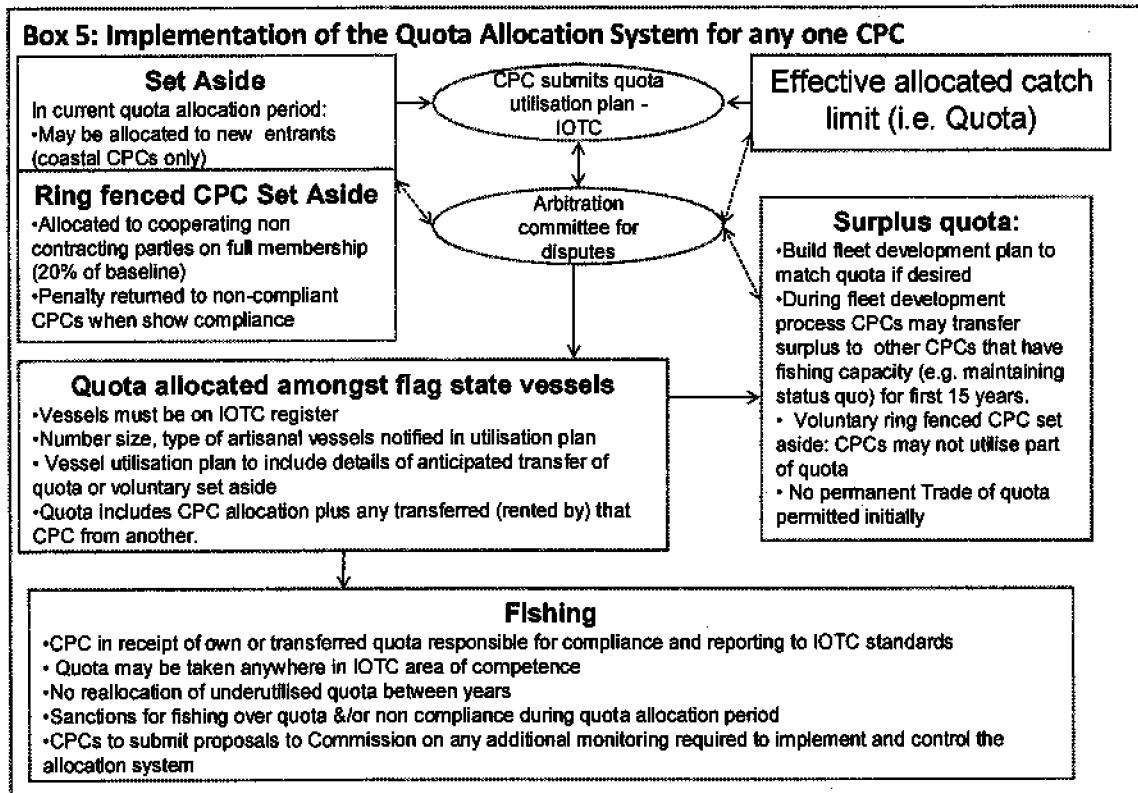 Box 5: Implementation of the Quota Allocation System for any one CPC
Set Aside
In current quota allocation period:
•May be allocated to new entrants
(coastal CPCs only)
Ring fenced CPC Set Aside
•Allocated to cooperating non
contracting parties on full membership
(20% of baseline)
•Penalty returned to non-compliant
CPCs when show compliance
CPC submits quota
utilisation plan -
IOTC
Arbitration
committee for
disputes
Effective allocated catch
limit (i.e. Quota)
Surplus quota:
•Build fleet development plan to
match quota if desired
•During fleet development
process CPCs may transfer
surplus to other CPCs that have
fishing capacity (e.g. maintaining
status quo) for first 15 years.
• Voluntary ring fenced CPC set
aside: CPCs may not utilise part
of quota
• No permanent Trade of quota
permitted initially
Quota allocated amongst flag state vessels
•Vessels must be on IOTC register
•Number size, type of artisanal vessels notified in utilisation plan
• Vessel utilisation plan to include details of anticipated transfer of
quota or voluntary set aside
•Quota includes CPC allocation plus any transferred (rented by) that
CPC from another.
Fishing
•CPC in receipt of own or transferred quota responsible for compliance and reporting to IOTC standards
• Quota may be taken anywhere in IOTC area of competence
•No reallocation of underutilised quota between years
•Sanctions for fishing over quota &/or non compliance during quota allocation period
•CPCs to submit proposals to Commission on any additional monitoring required to implement and control the
allocation system